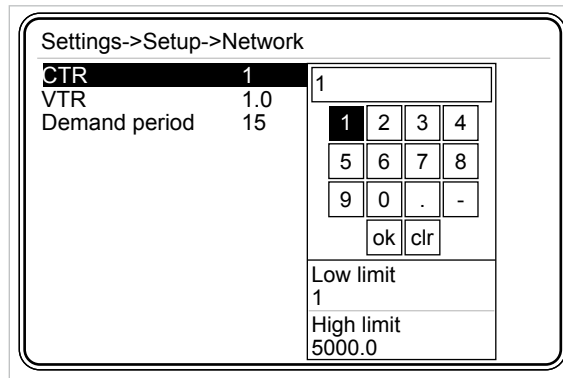 Settings->Setup->Network
CTR 1
VTR 1.0
Demand period 15
1
1 2 3 4
5 6 7 8
9 0 . -
ok clr
Low limit
1
High limit
5000.0